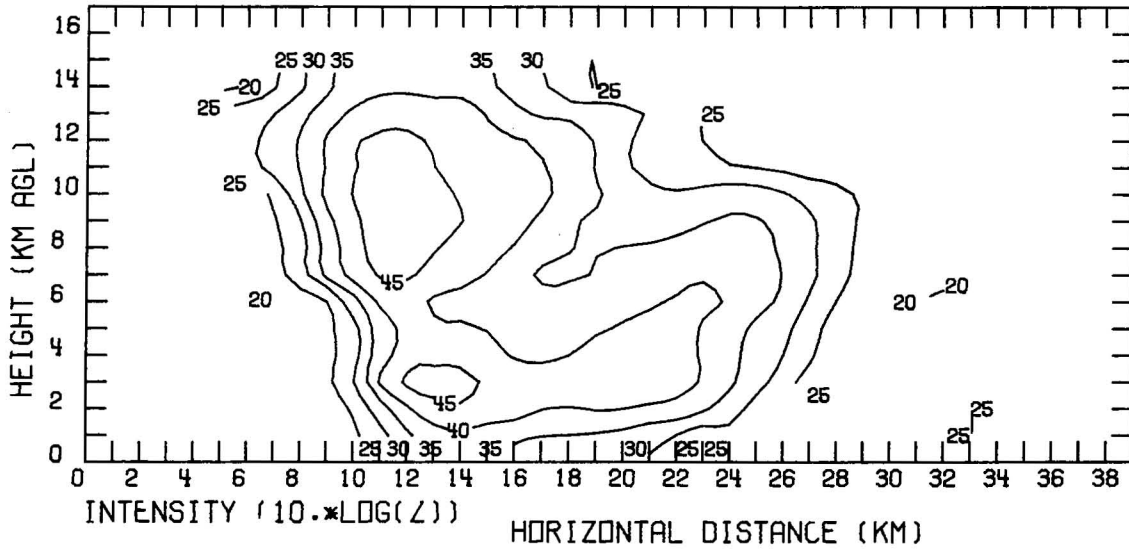 16
25 30 35 35 30
14 20 25
25 25
12
10 25
8
45
6 20 20 20
4
2 45 25 25
40
0 25 30 35 35 30 25 25 25
0 2 4 6 8 10 12 14 16 18 20 22 24 26 28 30 32 34 36 38
HEIGHT (KM AGL)
INTENSITY (10.*LOG(Z))
HORIZONTAL DISTANCE (KM)